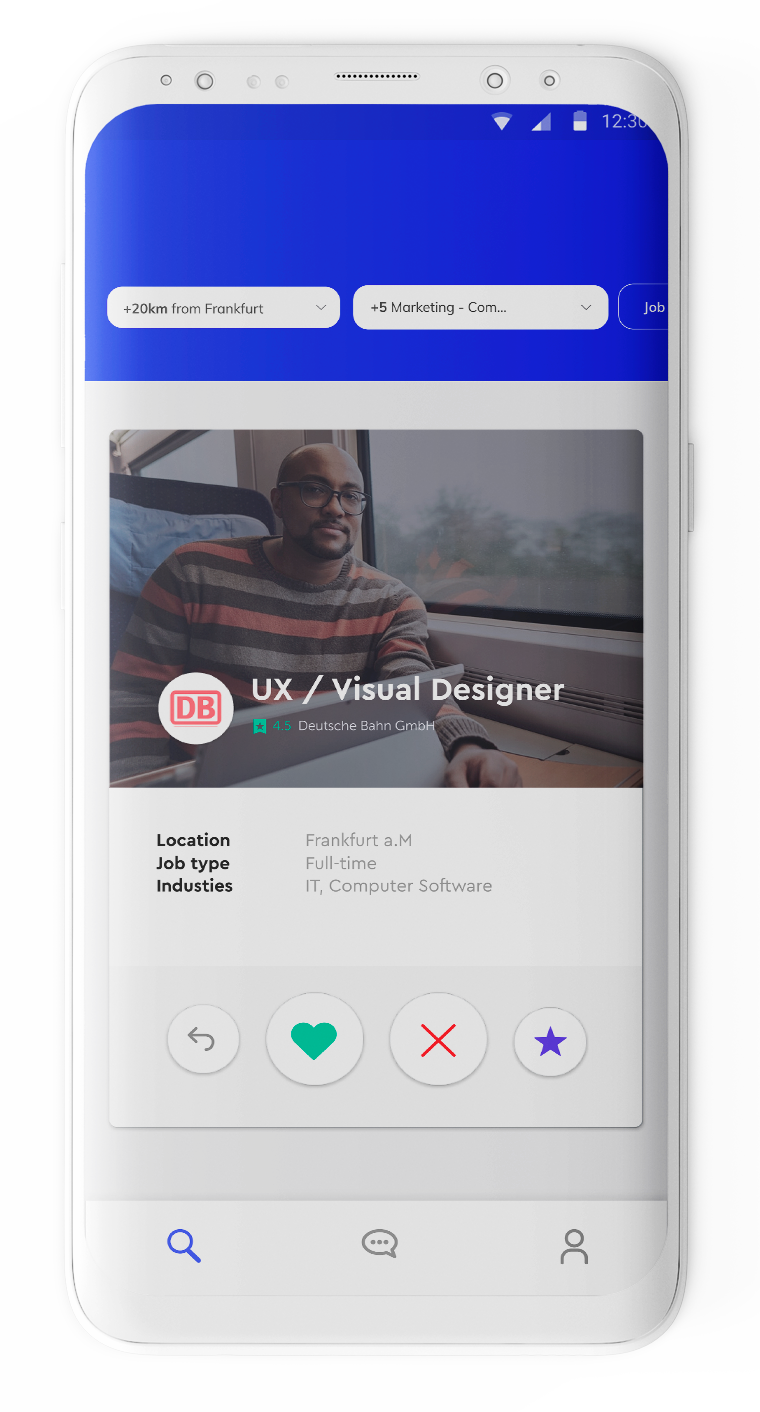 12:30
+20km from Frankfurt
+5 Marketing - Com...
Job
DB
UX / Visual Designer
4.5 Deutsche Bahn GmbH
Location Frankfurt a.M
Job type Full-time
Industies IT, Computer Software